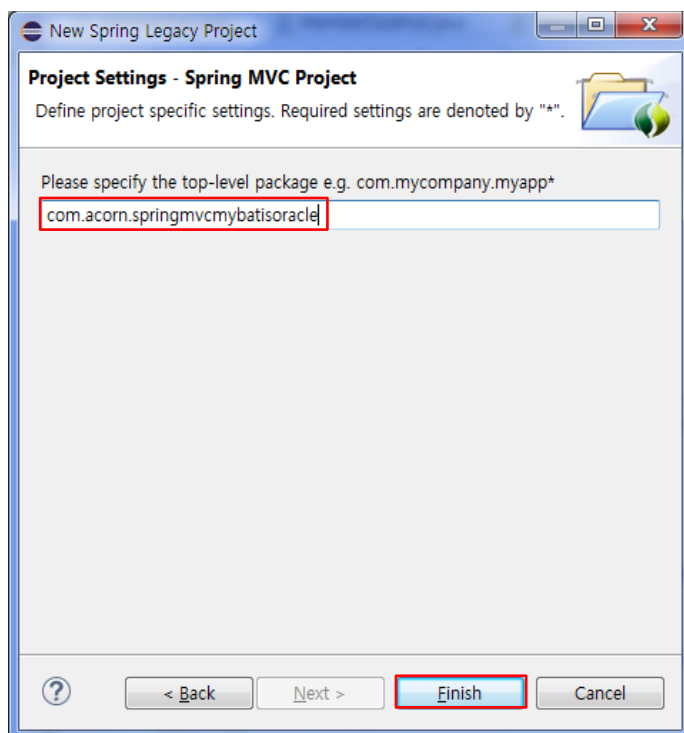 New Spring Legacy Project
Project Settings - Spring MVC Project
Define project specific settings. Required settings are denoted by "*".
Please specify the top-level package e.g. com.mycompany.myapp*
com.acorn.springmvcmybatisoracle
?
< Back
Next >
Finish
Cancel